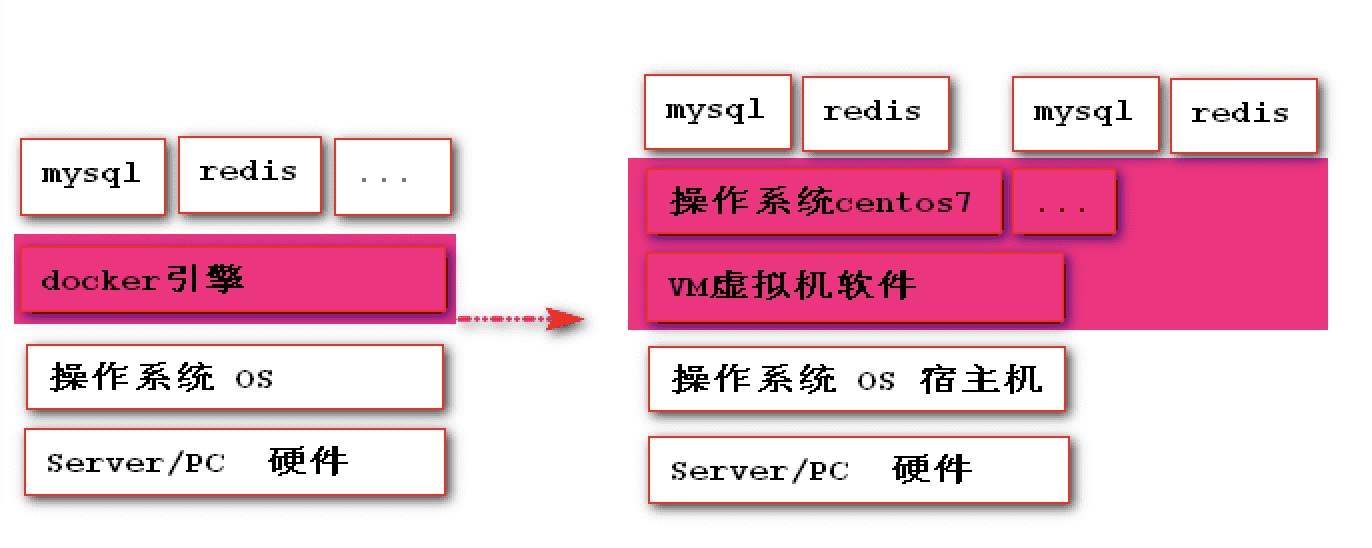 mysql redis ...
docker引擎
操作系统 OS
Server/PC 硬件
mysql redis mysql redis
操作系统centos7 ...
VM虚拟机软件
操作系统 OS 宿主机
Server/PC 硬件